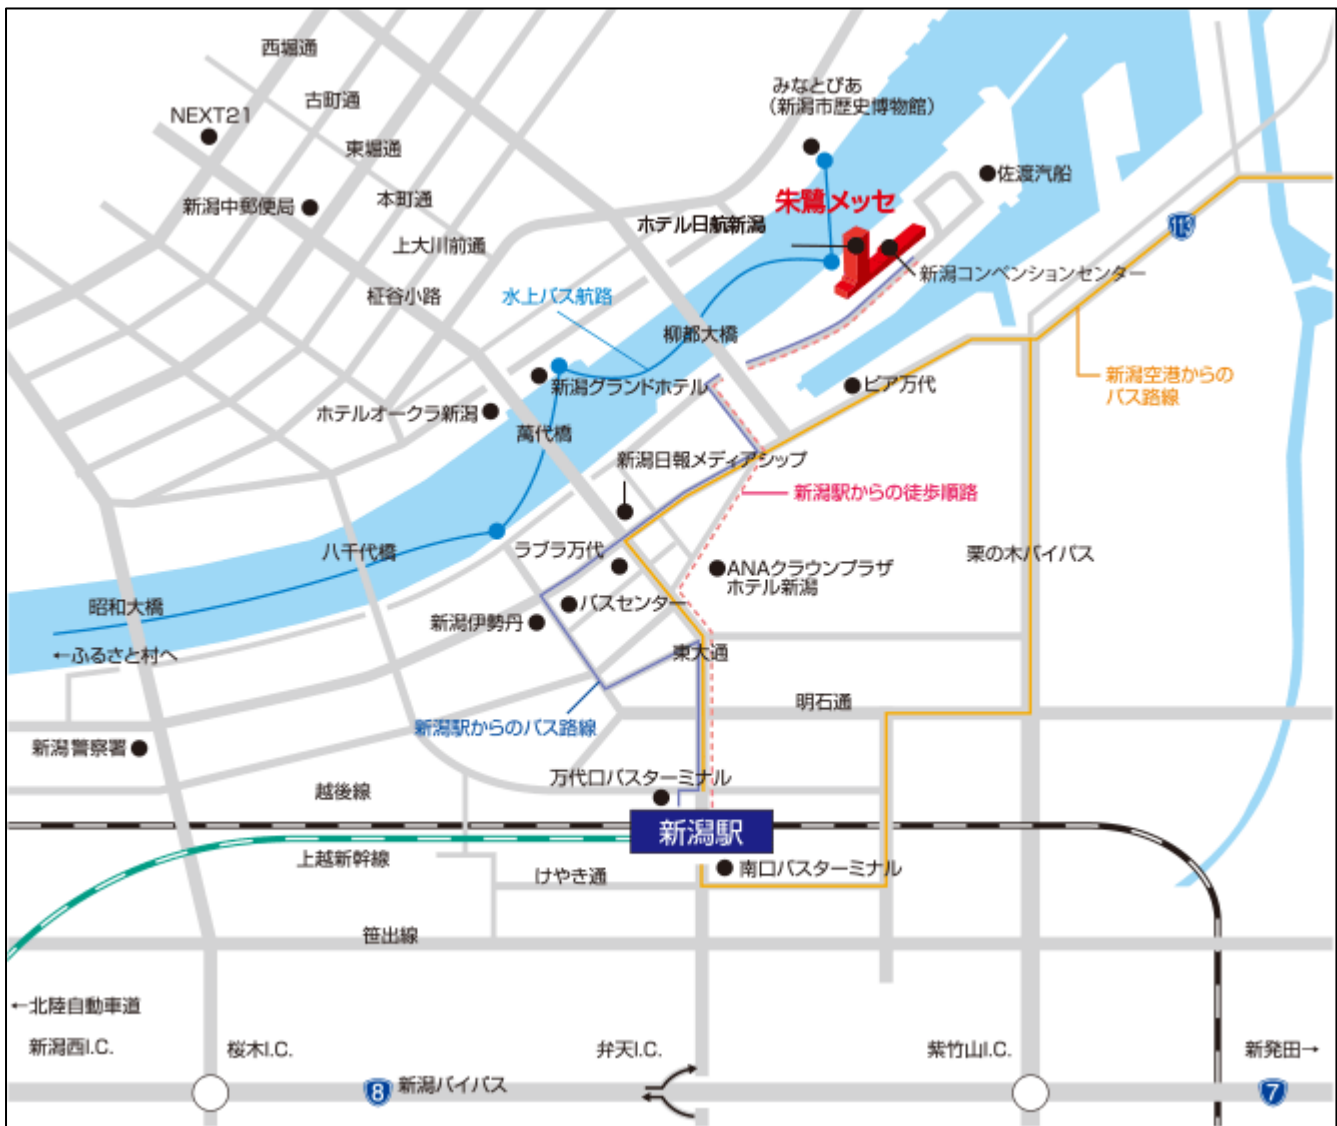 西堀通
古町通
NEXT21
東堀通
新潟中郵便局
本町通
上大川前通
柾谷小路
みなとぴあ
(新潟市歴史博物館)
佐渡汽船
朱鷺メッセ
ホテル日航新潟
113
新潟コンベンションセンター
水上バス航路
柳都大橋
新潟空港からの
バス路線
ピア万代
新潟グランドホテル
ホテルオークラ新潟
萬代橋
新潟日報メディアシップ
新潟駅からの徒歩順路
八千代橋
ラブラ万代
栗の木バイパス
ANAクラウンプラザ
ホテル新潟
昭和大橋
バスセンター
新潟伊勢丹
←ふるさと村へ
東大通
明石通
新潟駅からのバス路線
新潟警察署
万代口バスターミナル
越後線
新潟駅
上越新幹線
けやき通
南口バスターミナル
笹出線
←北陸自動車道
新潟西I.C.
桜木I.C.
弁天I.C.
紫竹山I.C.
新発田→
8
新潟バイパス
7